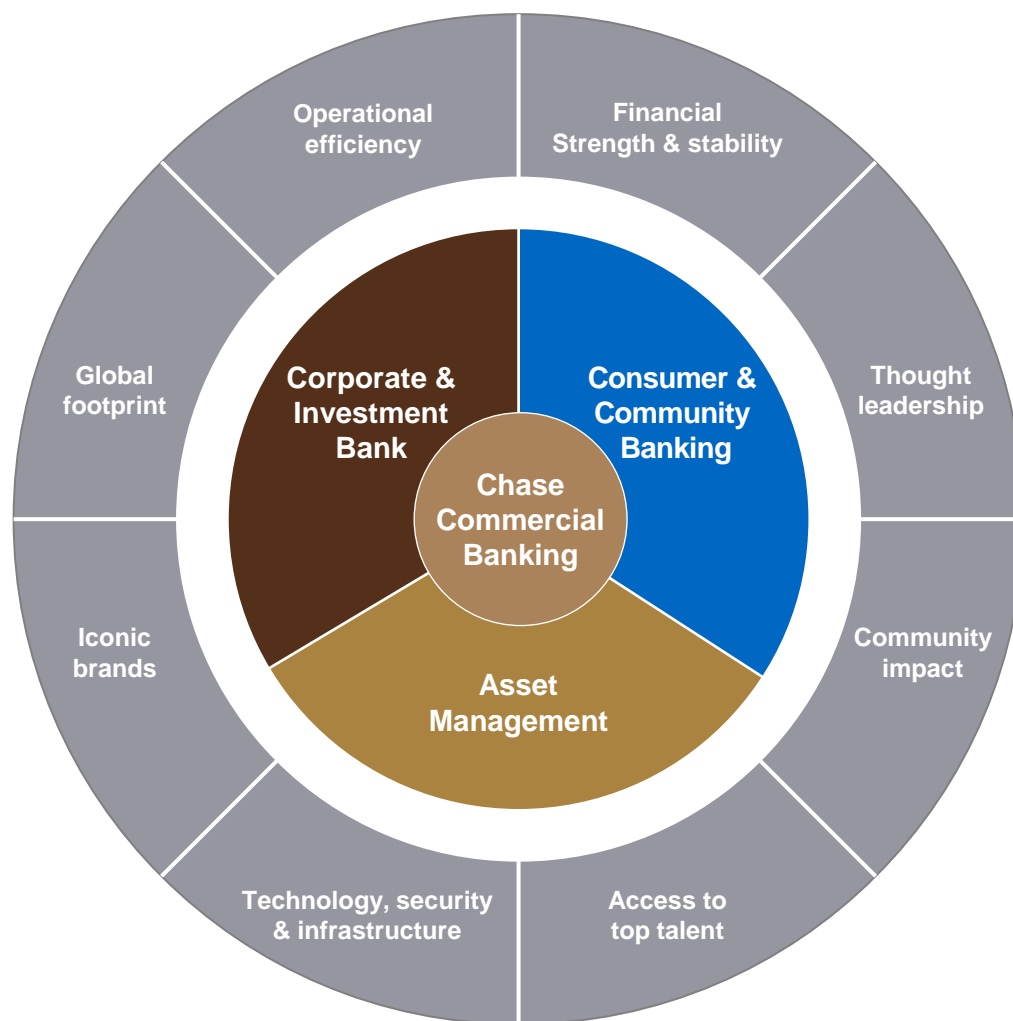 Operational
efficiency
Financial
Strength & stability
Global
footprint
Corporate &
Investment
Bank
Consumer &
Community
Banking
Thought
leadership
Chase
Commercial
Banking
Iconic
brands
Asset
Management
Community
impact
Technology, security
& infrastructure
Access to
top talent